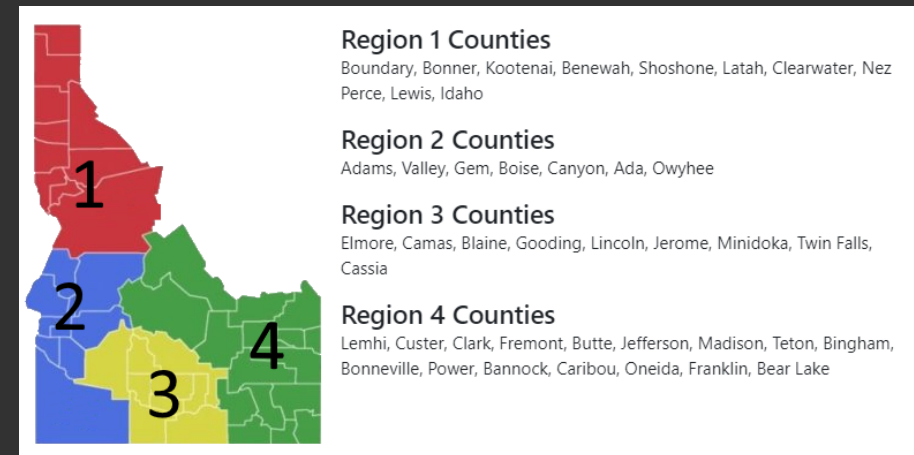 1
2
3
4
Region 1 Counties
Boundary, Bonner, Kootenai, Benewah, Shoshone, Latah, Clearwater, Nez
Perce, Lewis, Idaho
Region 2 Counties
Adams, Valley, Gem, Boise, Canyon, Ada, Owyhee
Region 3 Counties
Elmore, Camas, Blaine, Gooding, Lincoln, Jerome, Minidoka, Twin Falls,
Cassia
Region 4 Counties
Lemhi, Custer, Clark, Fremont, Butte, Jefferson, Madison, Teton, Bingham,
Bonneville, Power, Bannock, Caribou, Oneida, Franklin, Bear Lake